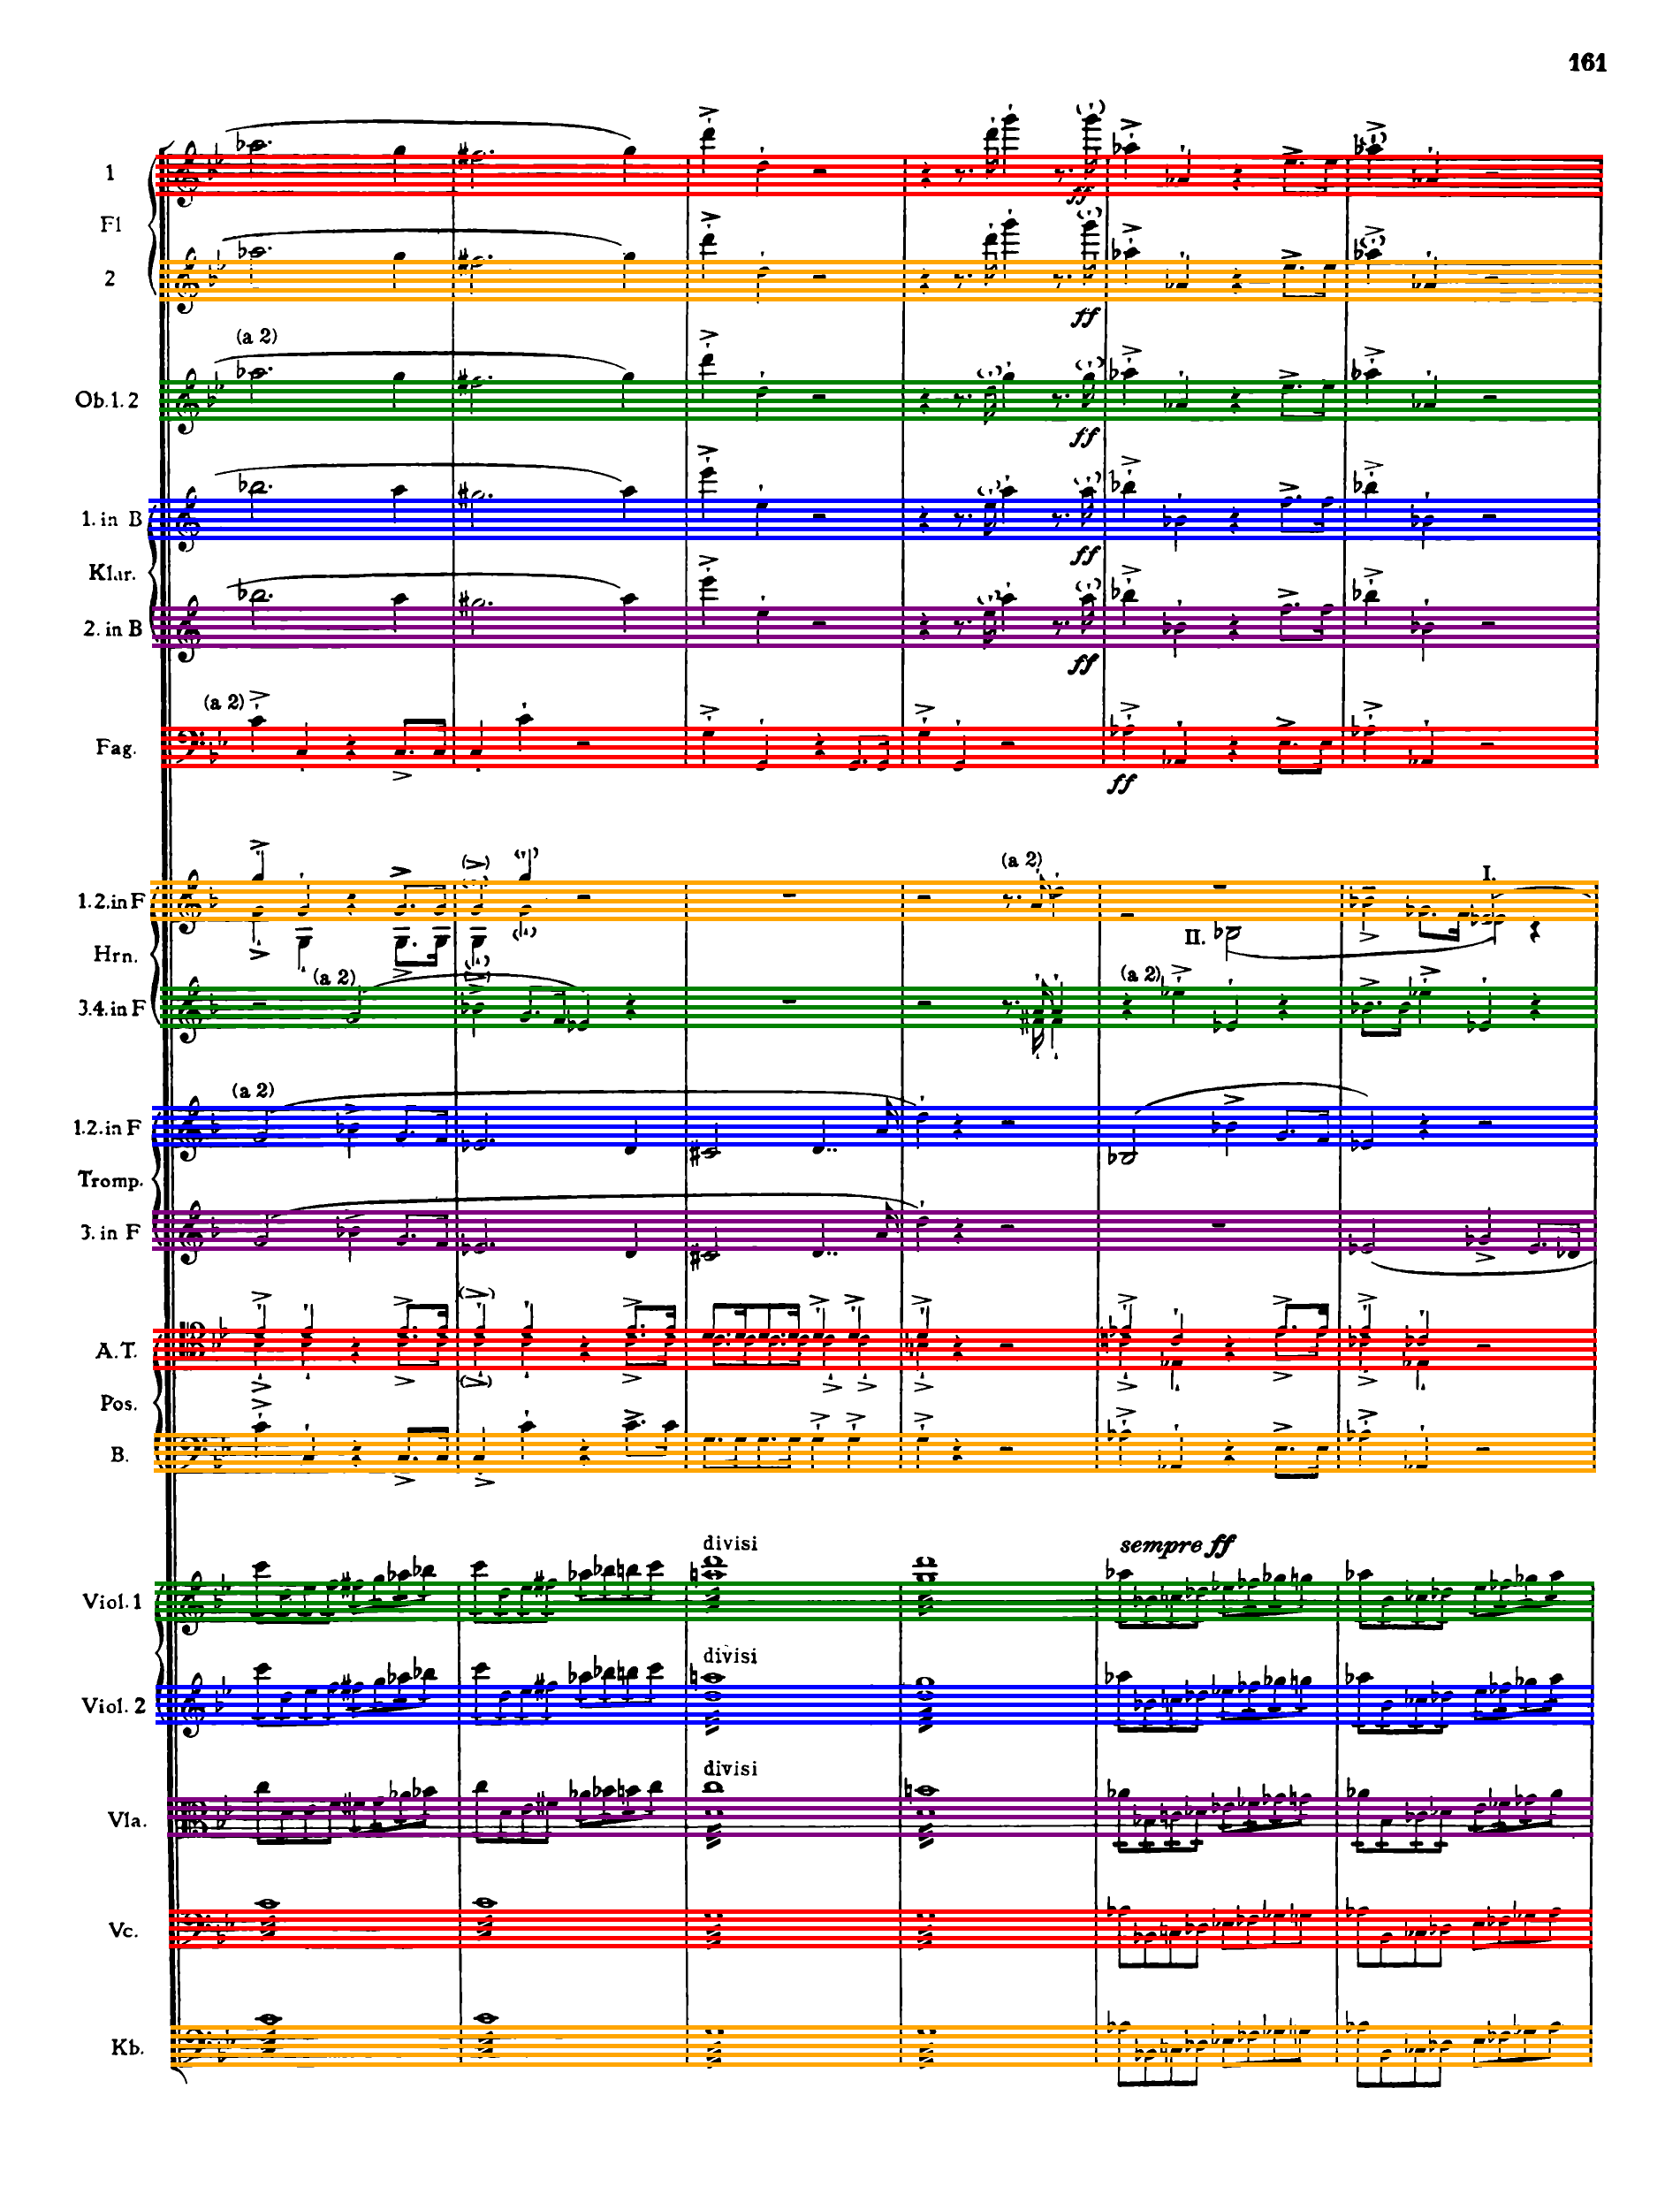 161
1
Fl
2
(a 2)
Ob.1.2
ff
ff
ff
1. in B
ff
Klar.
2. in B
ff
(a 2)
Fag.
ff
(a 2)
1.2.in F
I.
II.
Hrn.
(a 2)
(a 2)
3.4.in F
(a 2)
1.2.in F
Tromp.
3. in F
A.T.
Pos.
B.
divisi
sempre ff
Viol.1
divisi
Viol. 2
divisi
Vla.
Vc.
Kb.